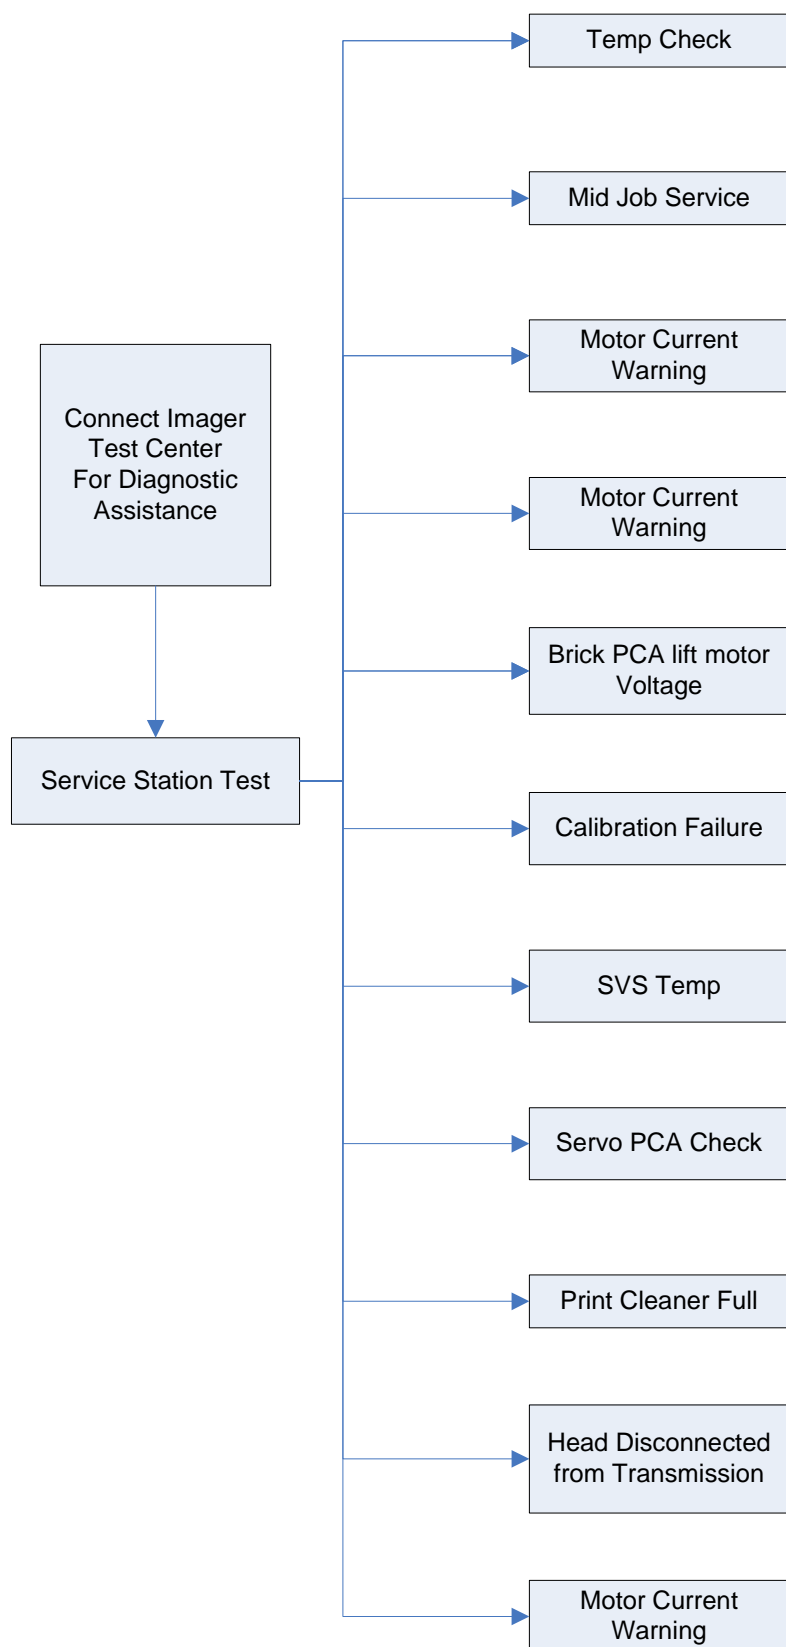 Temp Check
Mid Job Service
Motor Current
Warning
Connect Imager
Test Center
For Diagnostic
Assistance
Motor Current
Warning
Brick PCA lift motor
Voltage
Service Station Test
Calibration Failure
SVS Temp
Servo PCA Check
Print Cleaner Full
Head Disconnected
from Transmission
Motor Current
Warning